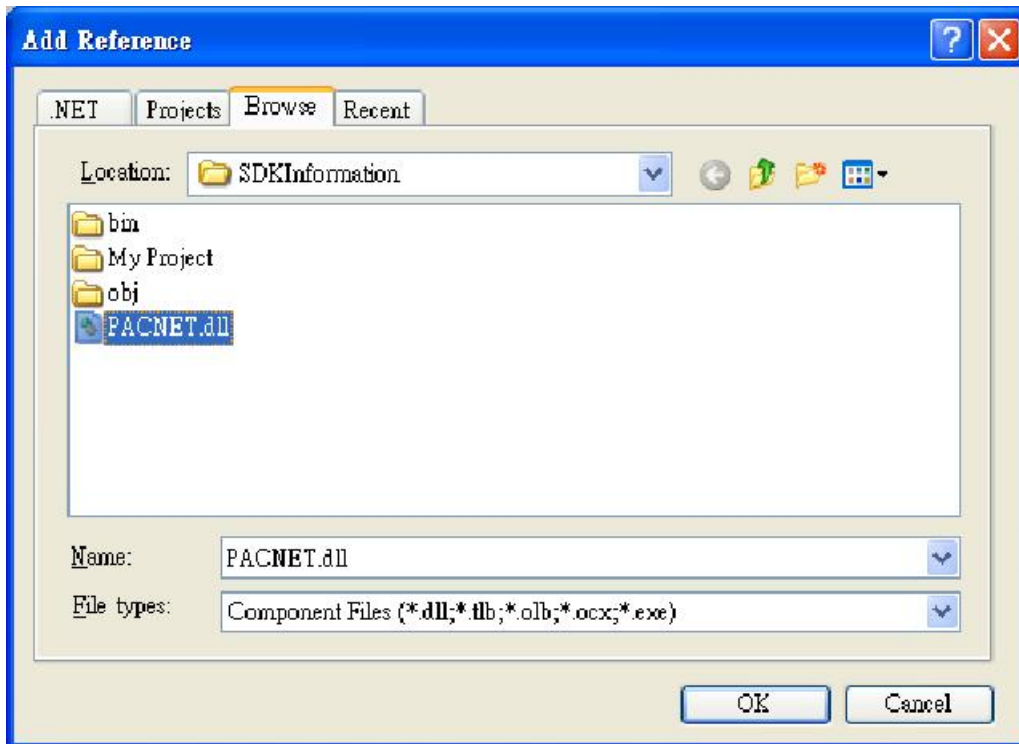 Add Reference
.NET Projects Browse Recent
Location: SDKInformation
bin
My Project
obj
PACNET.dll
Name: PACNET.dll
File types: Component Files (*.dll;*.tlb;*.olb;*.ocx;*.exe)
OK Cancel